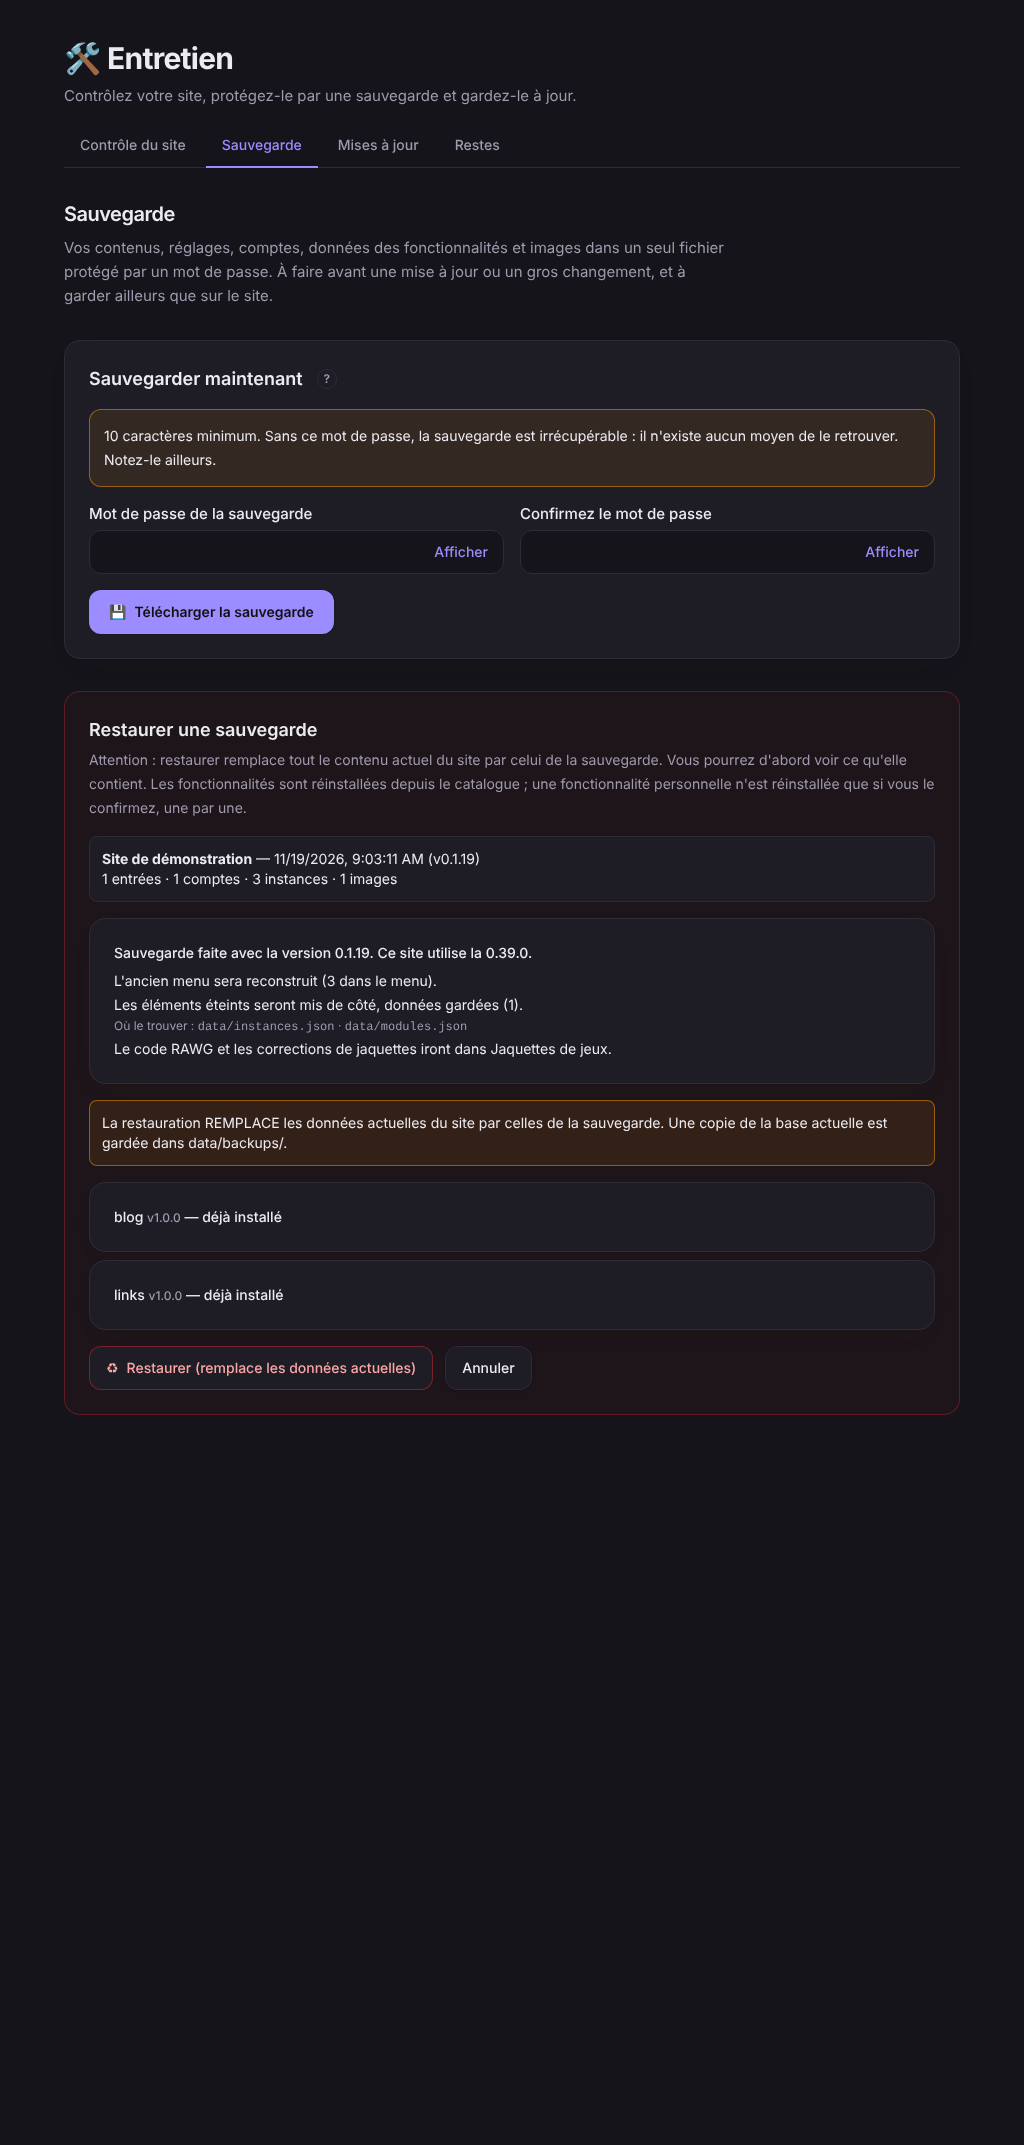 🛠️ Entretien
Contrôlez votre site, protégez-le par une sauvegarde et gardez-le à jour.
Contrôle du site Sauvegarde Mises à jour Restes
Sauvegarde
Vos contenus, réglages, comptes, données des fonctionnalités et images dans un seul fichier
protégé par un mot de passe. À faire avant une mise à jour ou un gros changement, et à
garder ailleurs que sur le site.
Sauvegarder maintenant ?
10 caractères minimum. Sans ce mot de passe, la sauvegarde est irrécupérable : il n'existe aucun moyen de le retrouver.
Notez-le ailleurs.
Mot de passe de la sauvegarde Confirmez le mot de passe
Afficher Afficher
💾 Télécharger la sauvegarde
Restaurer une sauvegarde
Attention : restaurer remplace tout le contenu actuel du site par celui de la sauvegarde. Vous pourrez d'abord voir ce qu'elle
contient. Les fonctionnalités sont réinstallées depuis le catalogue ; une fonctionnalité personnelle n'est réinstallée que si vous le
confirmez, une par une.
Site de démonstration — 11/19/2026, 9:03:11 AM (v0.1.19)
1 entrées · 1 comptes · 3 instances · 1 images
Sauvegarde faite avec la version 0.1.19. Ce site utilise la 0.39.0.
L'ancien menu sera reconstruit (3 dans le menu).
Les éléments éteints seront mis de côté, données gardées (1).
Où le trouver : data/instances.json · data/modules.json
Le code RAWG et les corrections de jaquettes iront dans Jaquettes de jeux.
La restauration REMPLACE les données actuelles du site par celles de la sauvegarde. Une copie de la base actuelle est
gardée dans data/backups/.
blog v1.0.0 — déjà installé
links v1.0.0 — déjà installé
♻ Restaurer (remplace les données actuelles) Annuler